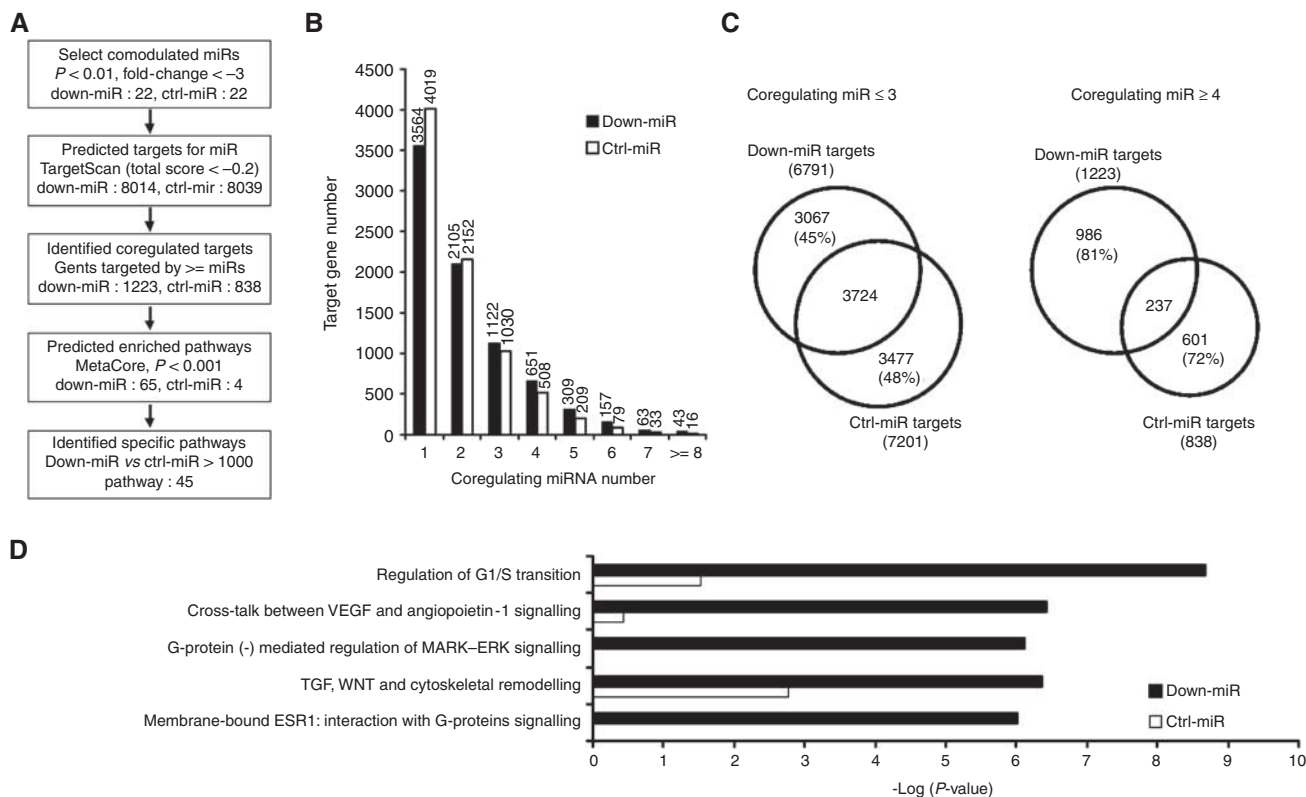 A
Select comodulated miRs
P < 0.01, fold-change < –3
down-miR : 22, ctrl-miR : 22
Predicted targets for miR
TargetScan (total score < –0.2)
down-miR : 8014, ctrl-mir : 8039
Identified coregulated targets
Gents targeted by >= miRs
down-miR : 1223, ctrl-miR : 838
Predicted enriched pathways
MetaCore, P < 0.001
down-miR : 65, ctrl-miR : 4
Identified specific pathways
Down-miR vs ctrl-miR > 1000
pathway : 45
B
Target gene number
4500
4000
3500
3000
2500
2000
1500
1000
500
0
3564
4019
2105
2152
1122
1030
651
508
309
209
157
79
63
33
43
16
1 2 3 4 5 6 7 >= 8
Coregulating miRNA number
Down-miR
Ctrl-miR
C
Coregulating miR ≤ 3
Down-miR targets
(6791)
3067
(45%)
3724
3477
(48%)
Ctrl-miR targets
(7201)
Coregulating miR ≥ 4
Down-miR targets
(1223)
986
(81%)
237
601
(72%)
Ctrl-miR targets
(838)
D
Regulation of G1/S transition
Cross-talk between VEGF and angiopoietin-1 signalling
G-protein (-) mediated regulation of MARK–ERK signalling
TGF, WNT and cytoskeletal remodelling
Membrane-bound ESR1: interaction with G-proteins signalling
Down-miR
Ctrl-miR
0 1 2 3 4 5 6 7 8 9 10
-Log (P-value)